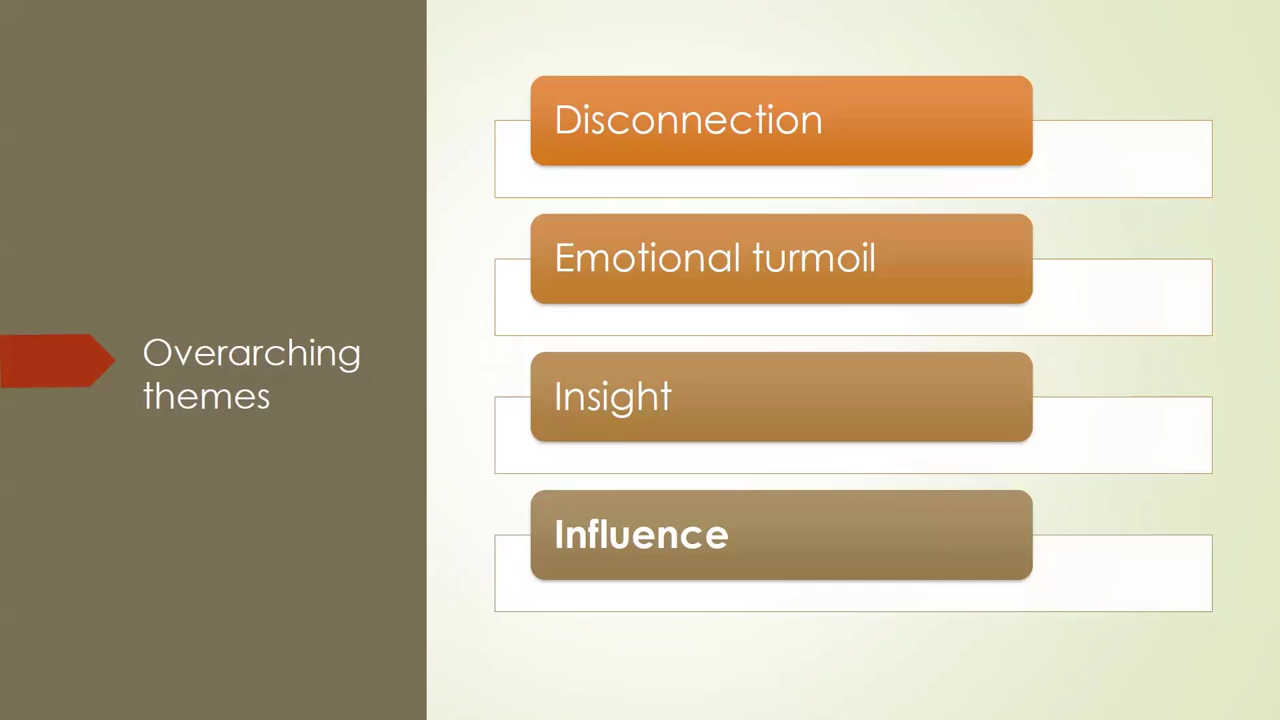 Overarching
themes
Disconnection
Emotional turmoil
Insight
Influence